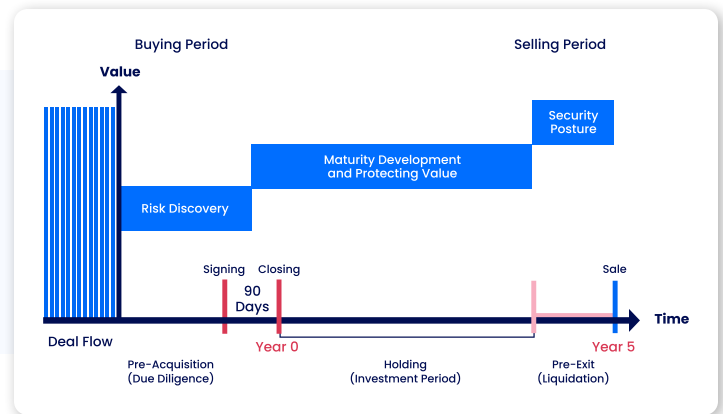 Buying Period
Selling Period
Value
Security
Posture
Maturity Development
and Protecting Value
Risk Discovery
Signing
Closing
Sale
90
Days
Time
Deal Flow
Year 0
Year 5
Pre-Acquisition
(Due Diligence)
Holding
(Investment Period)
Pre-Exit
(Liquidation)